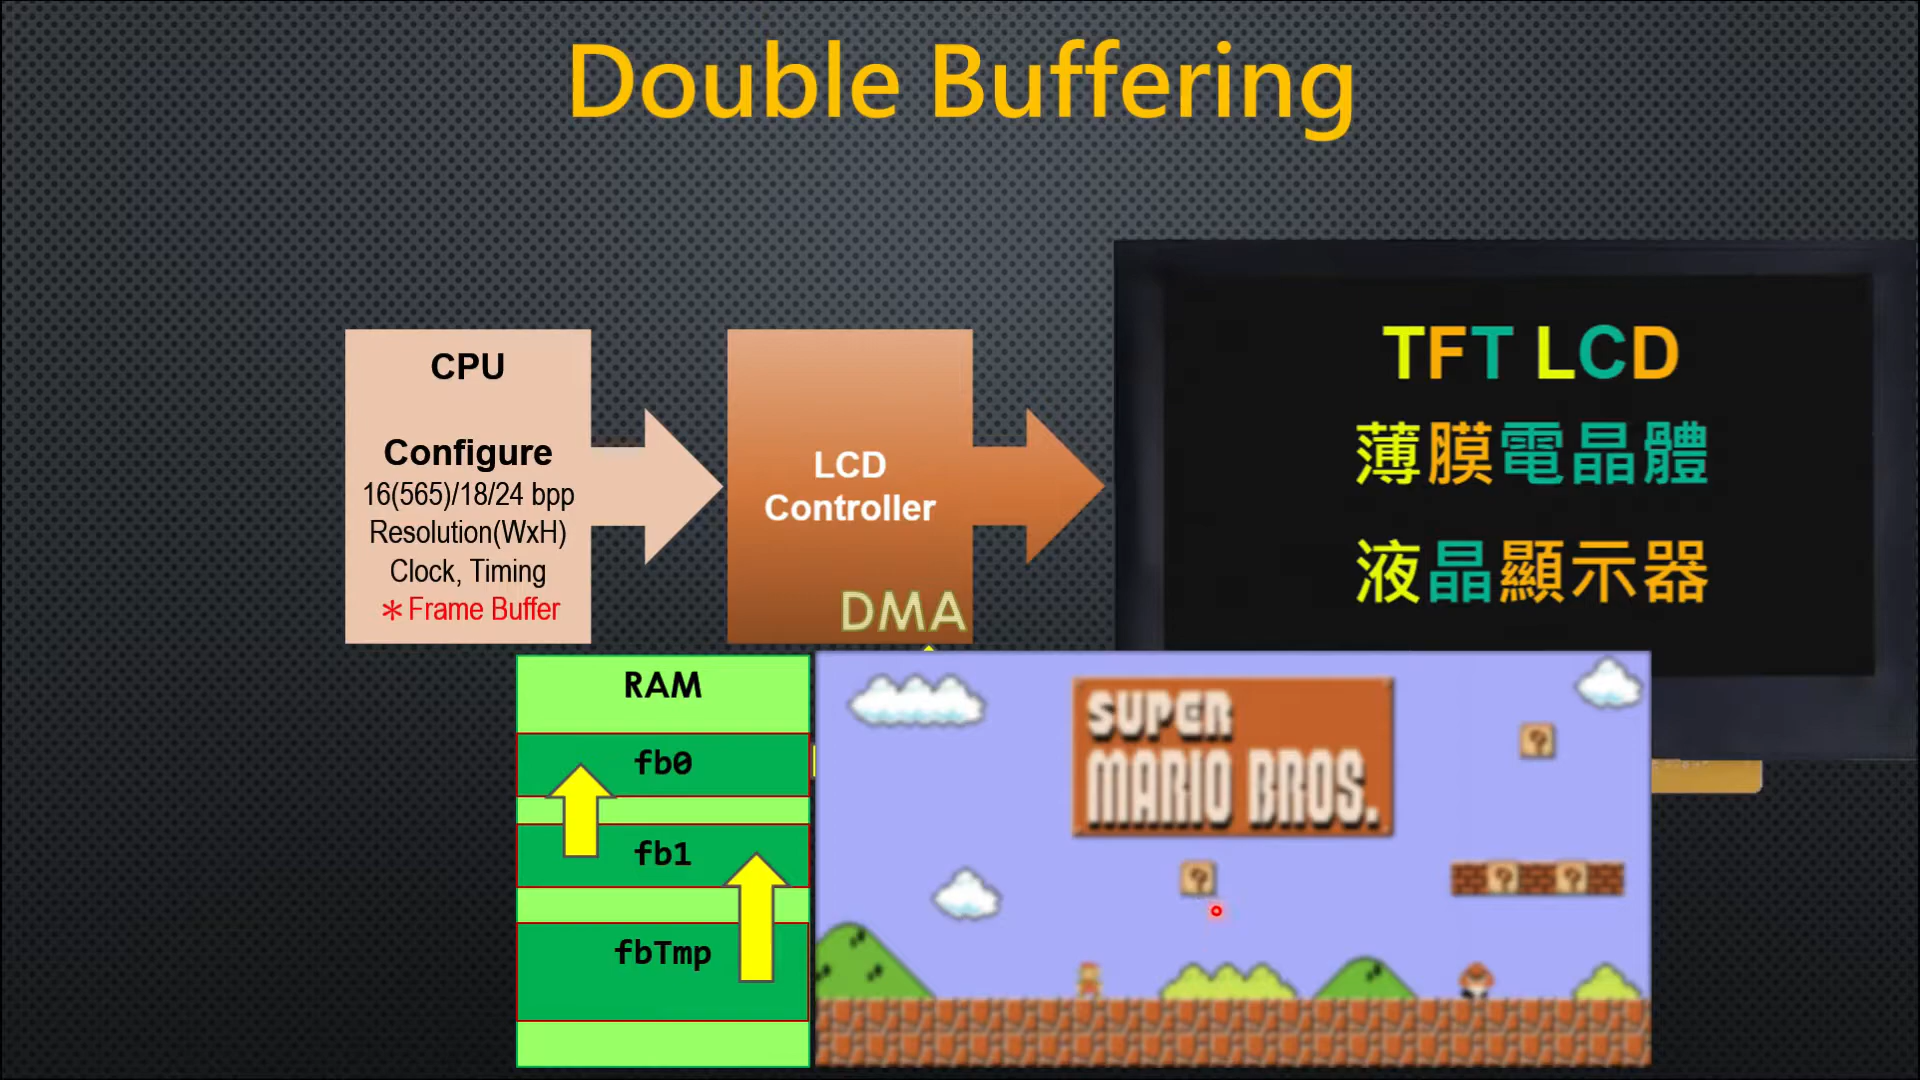 Double Buffering
CPU
Configure
16(565)/18/24 bpp
Resolution(WxH)
Clock, Timing
＊Frame Buffer
LCD
Controller
DMA
TFT LCD
薄膜電晶體
液晶顯示器
RAM
fb0
fb1
fbTmp
SUPER
MARIO BROS.
?
?
? ?